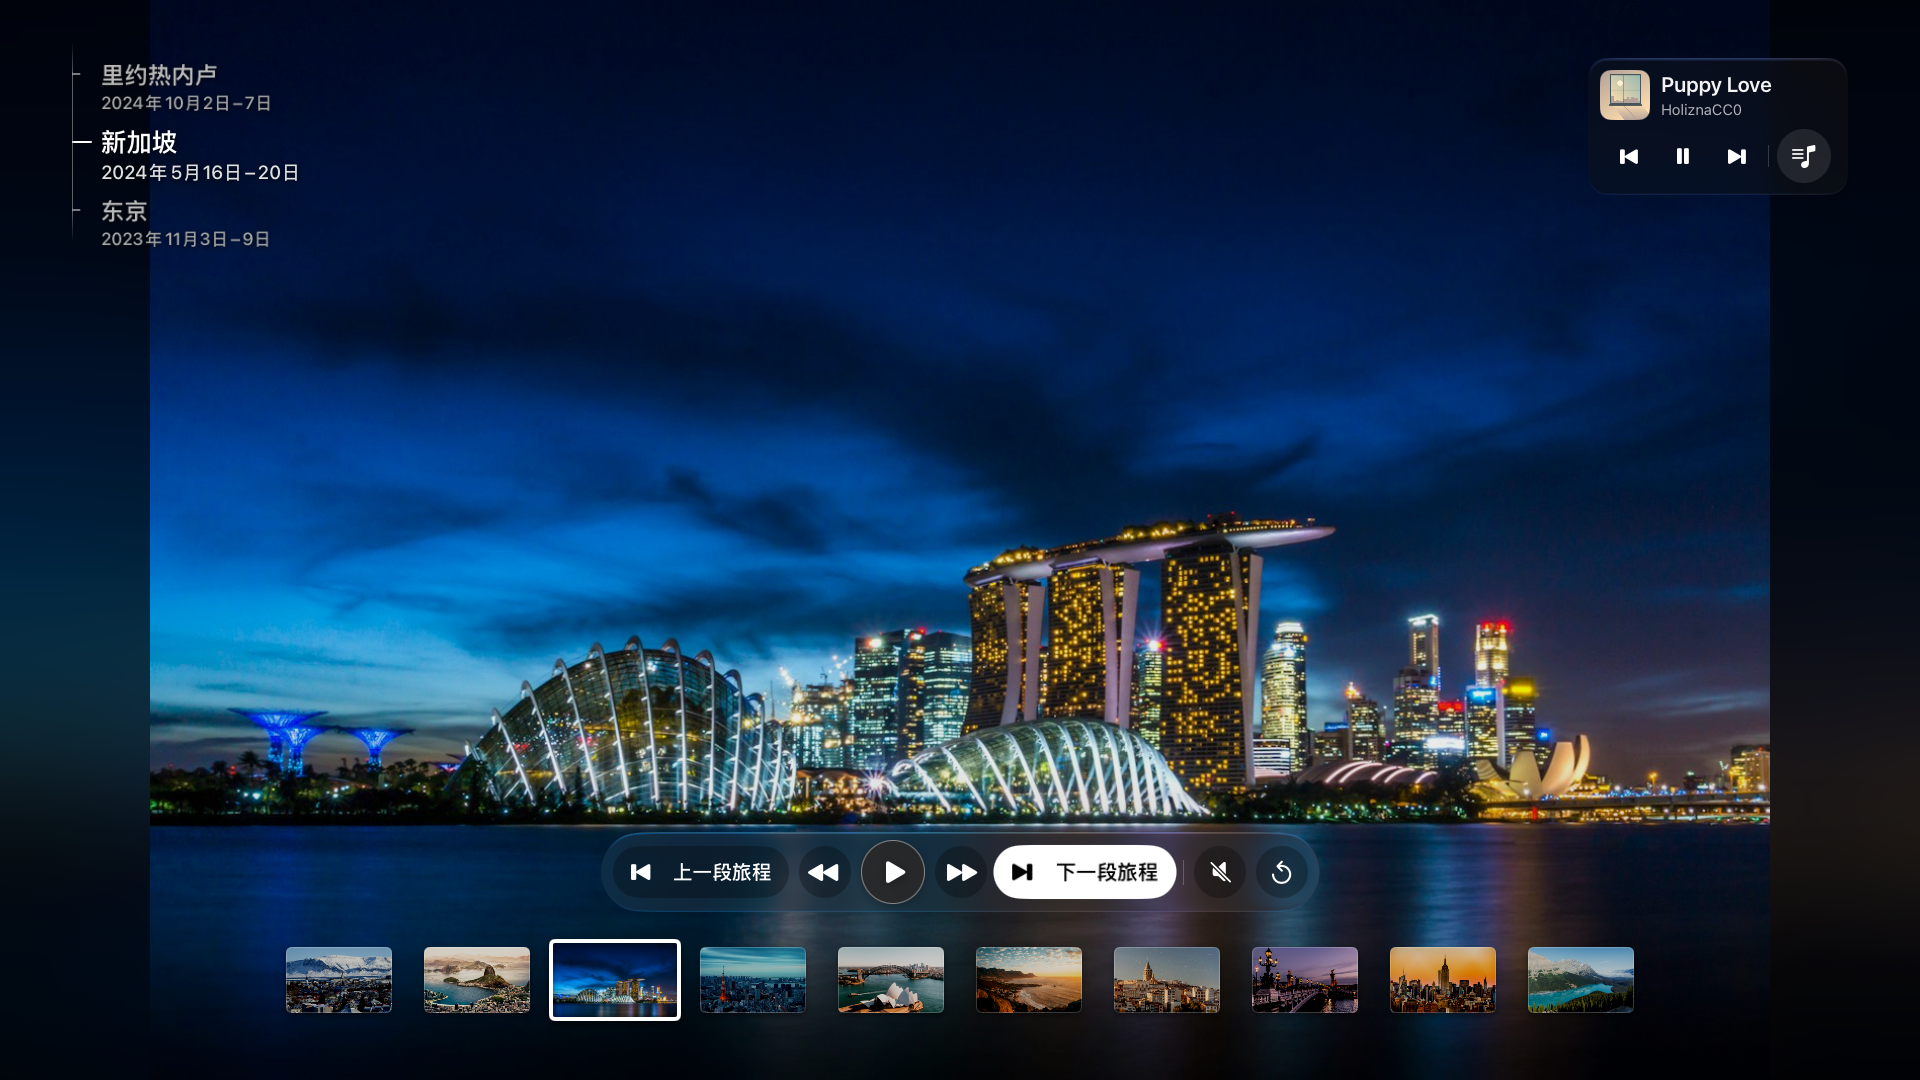 里约热内卢
2024年10月2日–7日
新加坡
2024年5月16日–20日
东京
2023年11月3日–9日
Puppy Love
HoliznaCC0
上一段旅程
下一段旅程